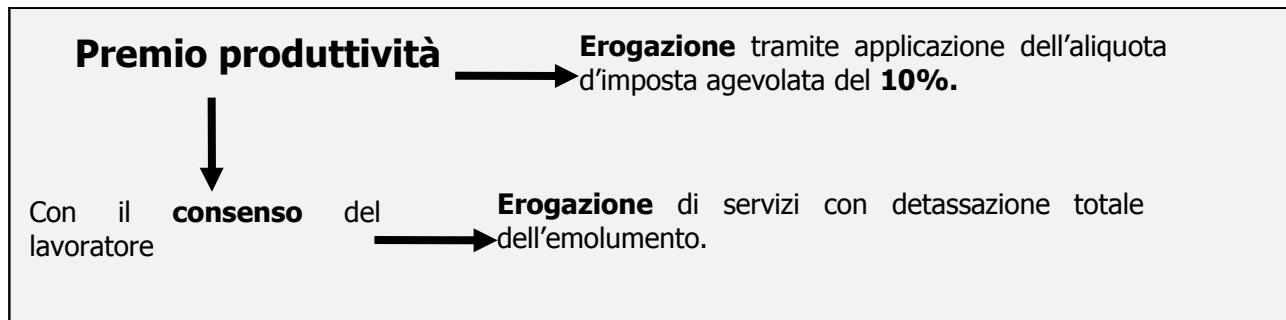 Premio produttività
Erogazione tramite applicazione dell’aliquota
d’imposta agevolata del 10%.
Con il consenso del
lavoratore
Erogazione di servizi con detassazione totale
dell’emolumento.